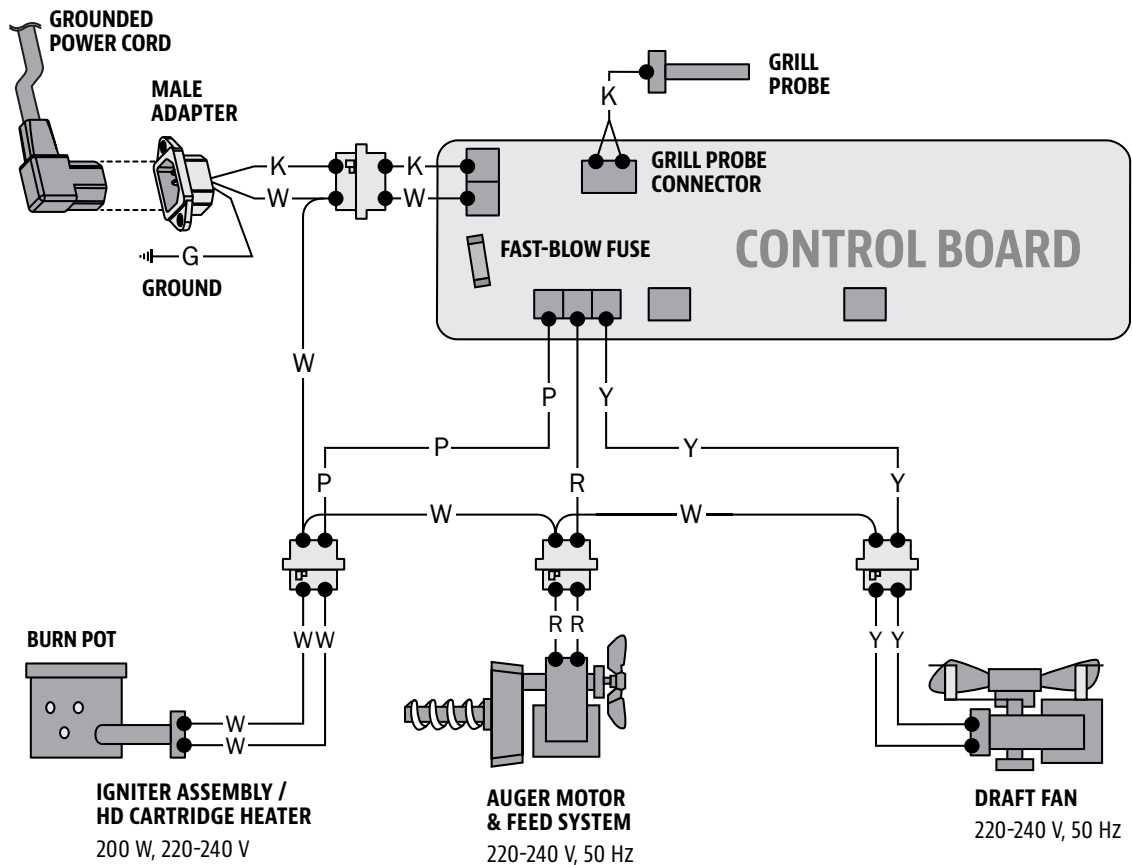 GROUNDED
POWER CORD
MALE
ADAPTER
GRILL
PROBE
K
GRILL PROBE
CONNECTOR
K
K
W
W
FAST-BLOW FUSE
CONTROL BOARD
G
GROUND
W
P
Y
P
Y
P
R
Y
W
W
W W
R R
Y Y
BURN POT
W
W
IGNITER ASSEMBLY /
HD CARTRIDGE HEATER
200 W, 220-240 V
AUGER MOTOR
& FEED SYSTEM
220-240 V, 50 Hz
DRAFT FAN
220-240 V, 50 Hz